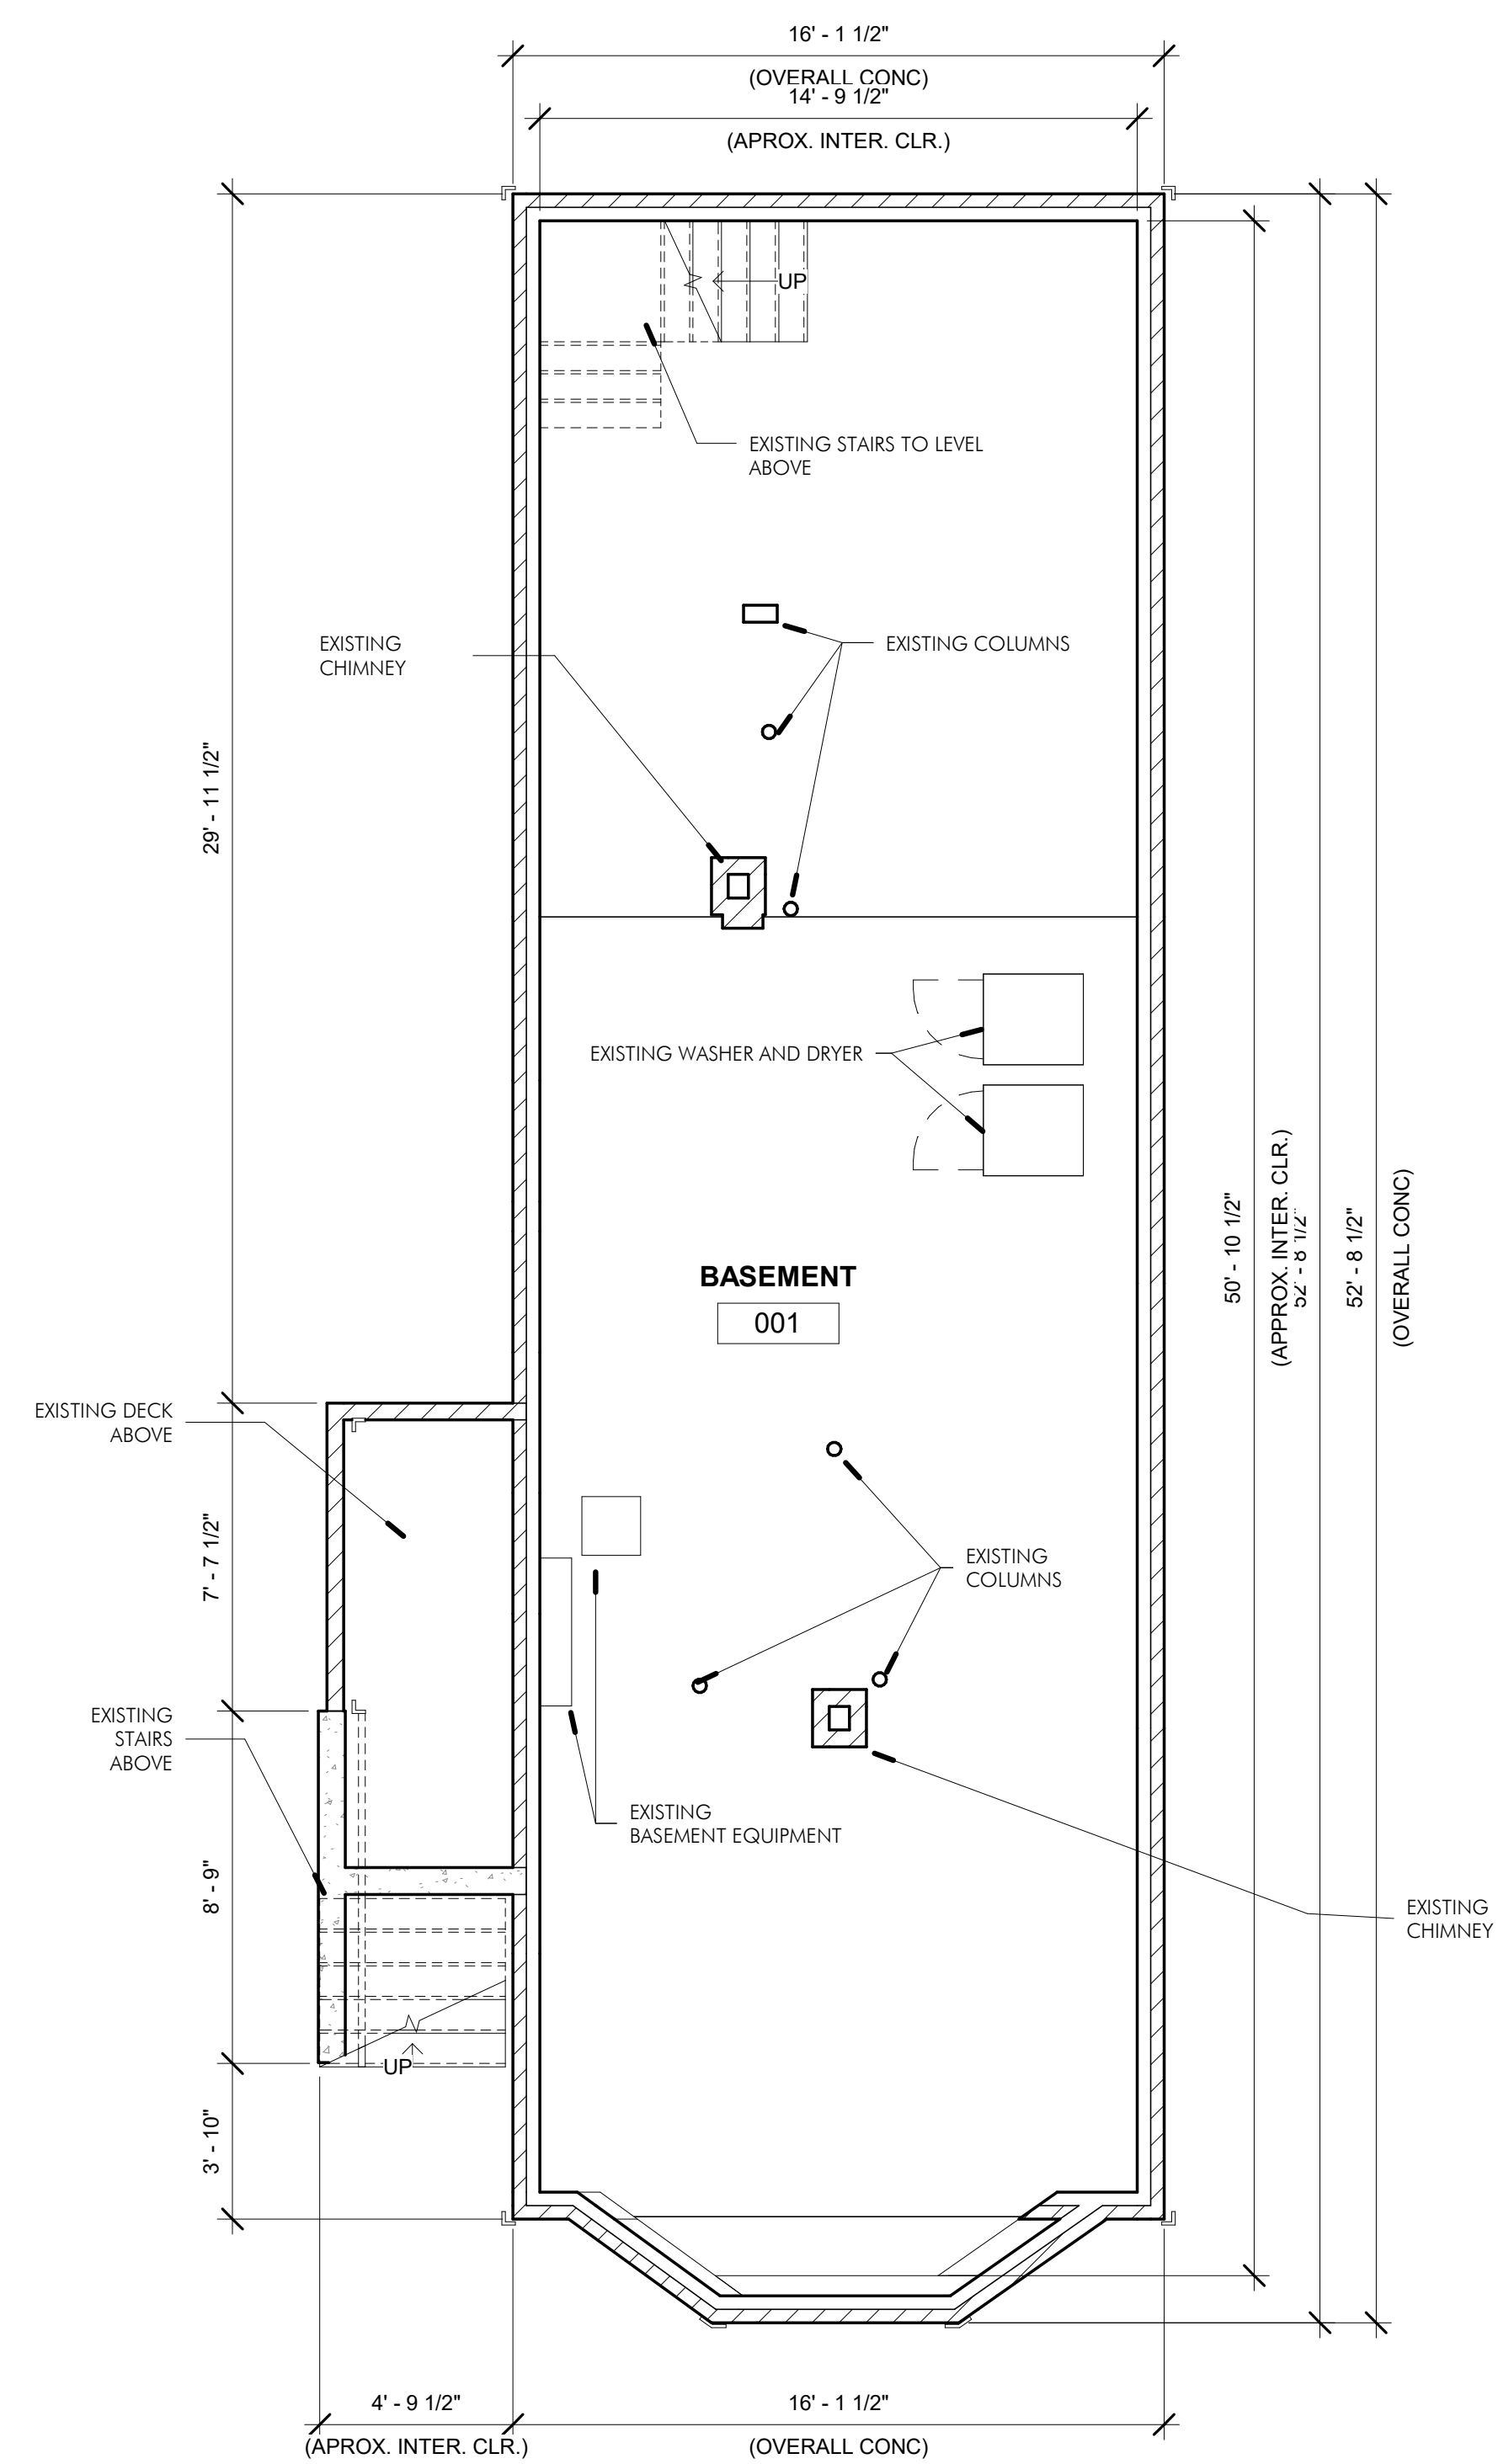 16' - 1 1/2"
(OVERALL CONC)
14' - 9 1/2"
(APROX. INTER. CLR.)
UP
EXISTING STAIRS TO LEVEL
ABOVE
EXISTING
CHIMNEY
EXISTING COLUMNS
29' - 11 1/2"
EXISTING WASHER AND DRYER
50' - 10 1/2"
(APPROX. INTER. CLR.)
52' - 8 1/2"
52' - 8 1/2"
(OVERALL CONC)
BASEMENT
001
EXISTING DECK
ABOVE
7' - 7 1/2"
EXISTING
COLUMNS
EXISTING
STAIRS
ABOVE
EXISTING
BASEMENT EQUIPMENT
8' - 9"
EXISTING
CHIMNEY
UP
3' - 10"
4' - 9 1/2"
(APROX. INTER. CLR.)
16' - 1 1/2"
(OVERALL CONC)